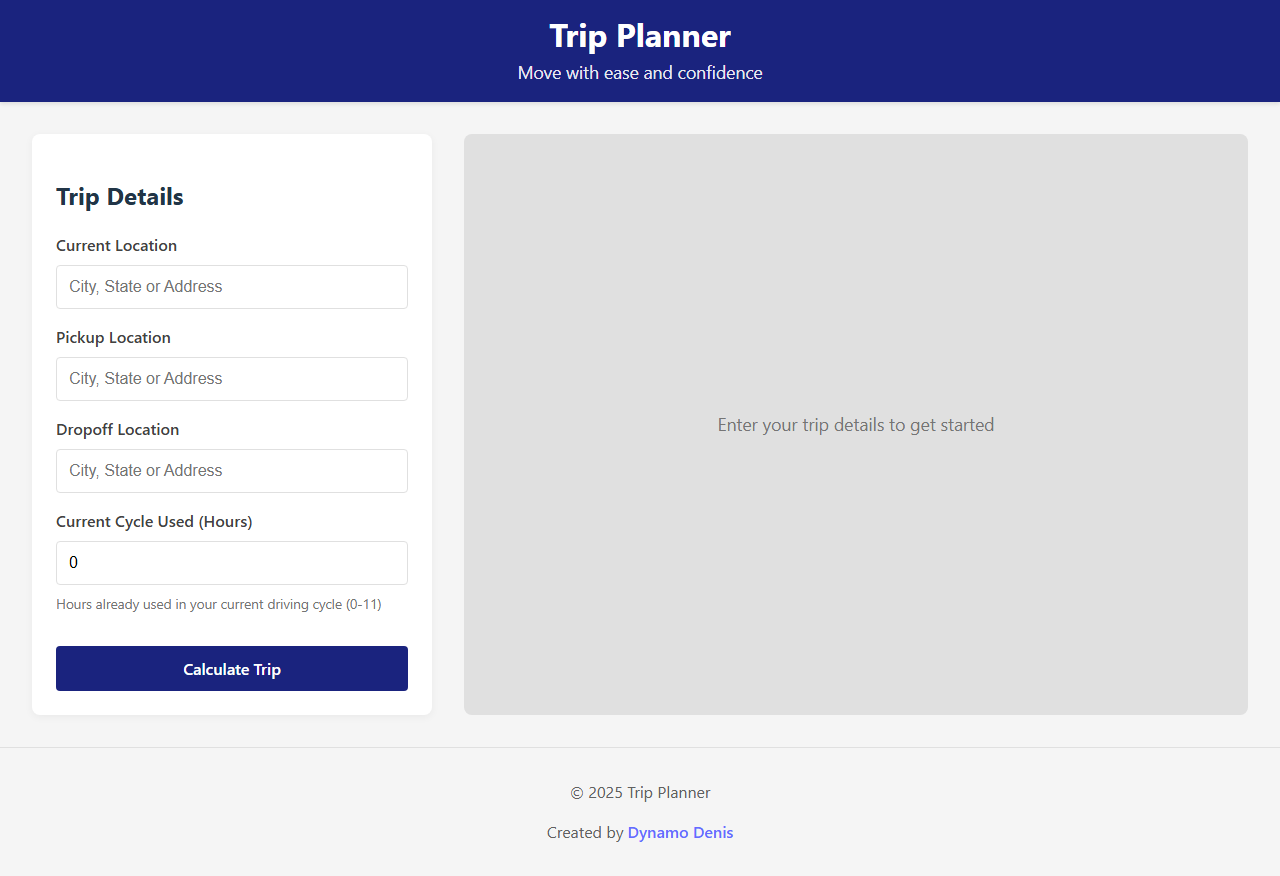 Trip Planner
Move with ease and confidence
Trip Details
Current Location
City, State or Address
Pickup Location
City, State or Address
Dropoff Location
City, State or Address
Current Cycle Used (Hours)
0
Hours already used in your current driving cycle (0-11)
Calculate Trip
Enter your trip details to get started
© 2025 Trip Planner
Created by Dynamo Denis